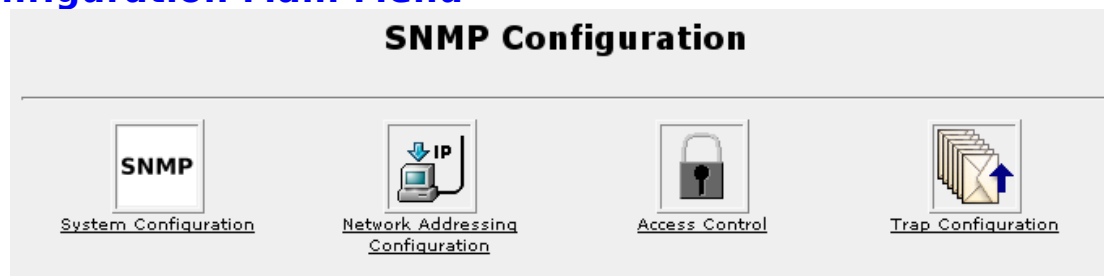 SNMP Configuration
SNMP
IP
System Configuration
Network Addressing
Configuration
Access Control
Trap Configuration